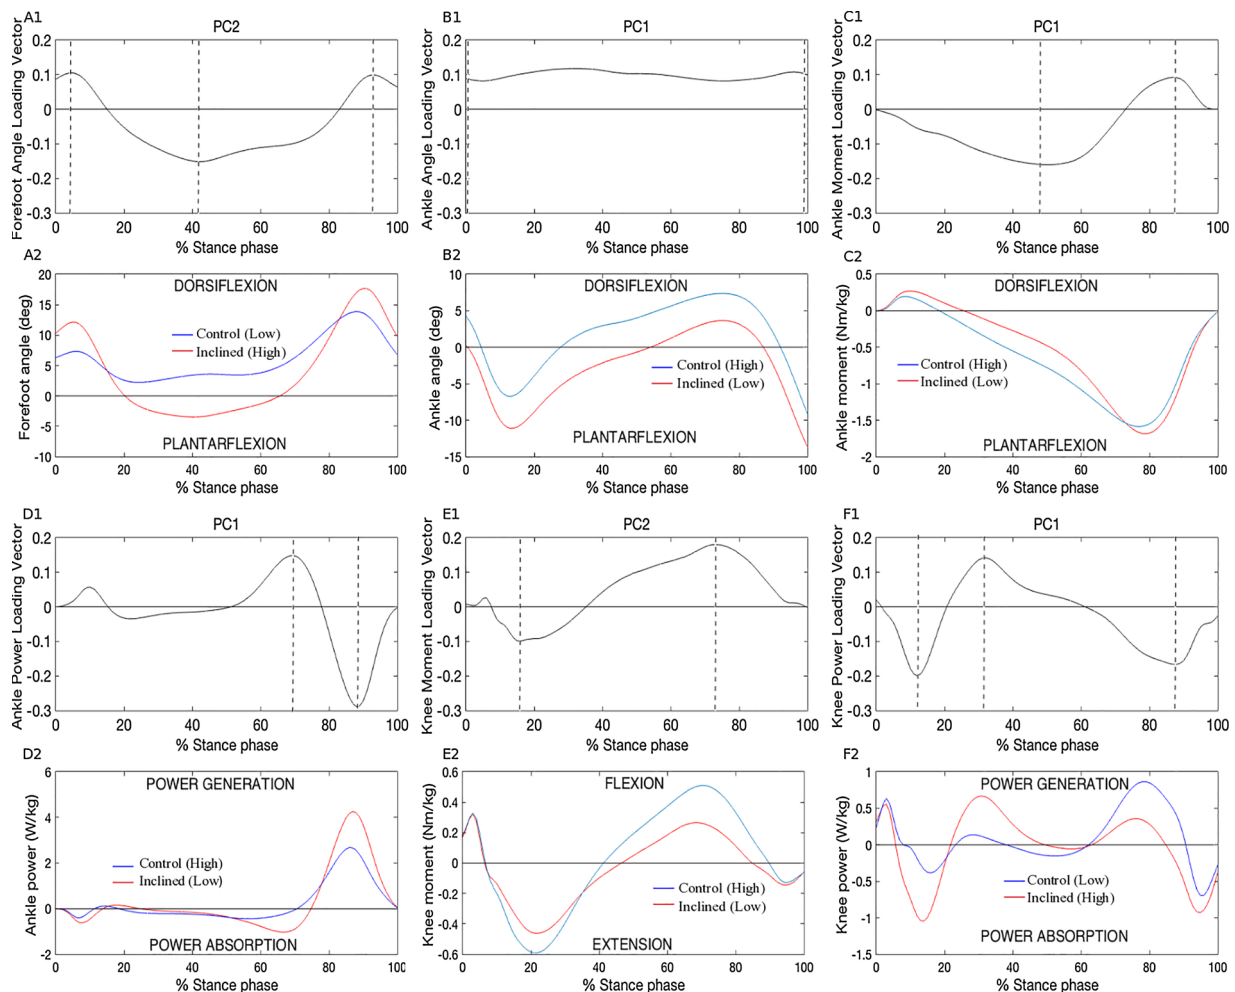 A1
PC2
Forefoot Angle Loading Vector
0.2
0.1
0
-0.1
-0.2
-0.3
0 20 40 60 80 100
% Stance phase
B1
PC1
Ankle Angle Loading Vector
0.2
0.1
0
-0.1
-0.2
-0.3
0 20 40 60 80 100
% Stance phase
C1
PC1
Ankle Moment Loading Vector
0.2
0.1
0
-0.1
-0.2
-0.3
0 20 40 60 80 100
% Stance phase
A2
Forefoot angle (deg)
20
15
10
5
0
-5
-10
DORSIFLEXION
Control (Low)
Inclined (High)
PLANTARFLEXION
0 20 40 60 80 100
% Stance phase
B2
Ankle angle (deg)
10
5
0
-5
-10
-15
DORSIFLEXION
Control (High)
Inclined (Low)
PLANTARFLEXION
0 20 40 60 80 100
% Stance phase
C2
Ankle moment (Nm/kg)
0.5
0
-0.5
-1
-1.5
-2
DORSIFLEXION
Control (High)
Inclined (Low)
PLANTARFLEXION
0 20 40 60 80 100
% Stance phase
D1
PC1
Ankle Power Loading Vector
0.2
0.1
0
-0.1
-0.2
-0.3
0 20 40 60 80 100
% Stance phase
E1
PC2
Knee Moment Loading Vector
0.2
0.1
0
-0.1
-0.2
-0.3
0 20 40 60 80 100
% Stance phase
F1
PC1
Knee Power Loading Vector
0.2
0.1
0
-0.1
-0.2
-0.3
0 20 40 60 80 100
% Stance phase
D2
Ankle power (W/kg)
6
4
2
0
-2
POWER GENERATION
Control (High)
Inclined (Low)
POWER ABSORPTION
0 20 40 60 80 100
% Stance phase
E2
Knee moment (Nm/kg)
0.6
0.4
0.2
0
-0.2
-0.4
-0.6
FLEXION
Control (High)
Inclined (Low)
EXTENSION
0 20 40 60 80 100
% Stance phase
F2
Knee power (W/kg)
1
0.5
0
-0.5
-1
-1.5
POWER GENERATION
Control (Low)
Inclined (High)
POWER ABSORPTION
0 20 40 60 80 100
% Stance phase